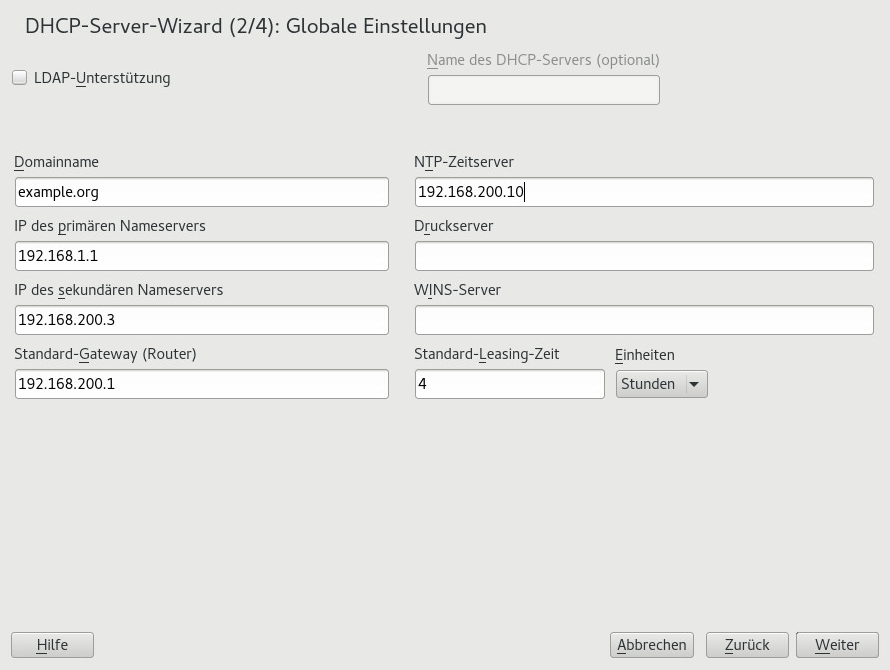 DHCP-Server-Wizard (2/4): Globale Einstellungen
LDAP-Unterstützung
Name des DHCP-Servers (optional)
Domainname
example.org
NTP-Zeitserver
192.168.200.10
IP des primären Nameservers
192.168.1.1
Druckserver
IP des sekundären Nameservers
192.168.200.3
WINS-Server
Standard-Gateway (Router)
192.168.200.1
Standard-Leasing-Zeit
4
Einheiten
Stunden
Hilfe
Abbrechen
Zurück
Weiter